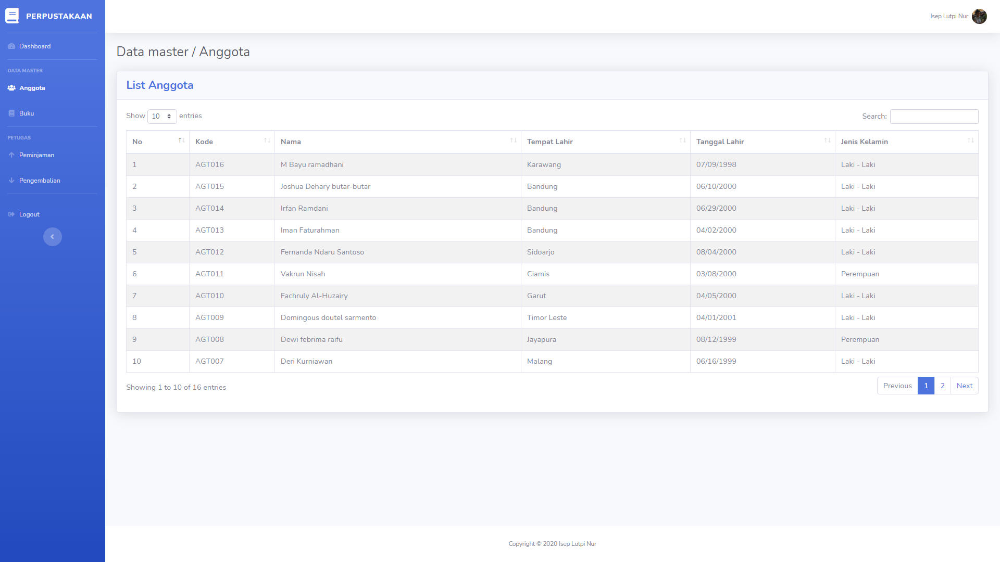 PERPUSTAKAAN
Isep Lutpi Nur
Dashboard
DATA MASTER
Anggota
Buku
PETUGAS
Peminjaman
Pengembalian
Logout
Data master / Anggota
List Anggota
Show 10 entries
Search:
No Kode Nama Tempat Lahir Tanggal Lahir Jenis Kelamin
1 AGT016 M Bayu ramadhani Karawang 07/09/1998 Laki - Laki
2 AGT015 Joshua Dehary butar-butar Bandung 06/10/2000 Laki - Laki
3 AGT014 Irfan Ramdani Bandung 06/29/2000 Laki - Laki
4 AGT013 Iman Faturahman Bandung 04/02/2000 Laki - Laki
5 AGT012 Fernanda Ndaru Santoso Sidoarjo 08/04/2000 Laki - Laki
6 AGT011 Vakrun Nisah Ciamis 03/08/2000 Perempuan
7 AGT010 Fachruly Al-Huzairy Garut 04/05/2000 Laki - Laki
8 AGT009 Domingous doutel sarmento Timor Leste 04/01/2001 Laki - Laki
9 AGT008 Dewi febrima raifu Jayapura 08/12/1999 Perempuan
10 AGT007 Deri Kurniawan Malang 06/16/1999 Laki - Laki
Showing 1 to 10 of 16 entries
Previous 1 2 Next
Copyright © 2020 Isep Lutpi Nur